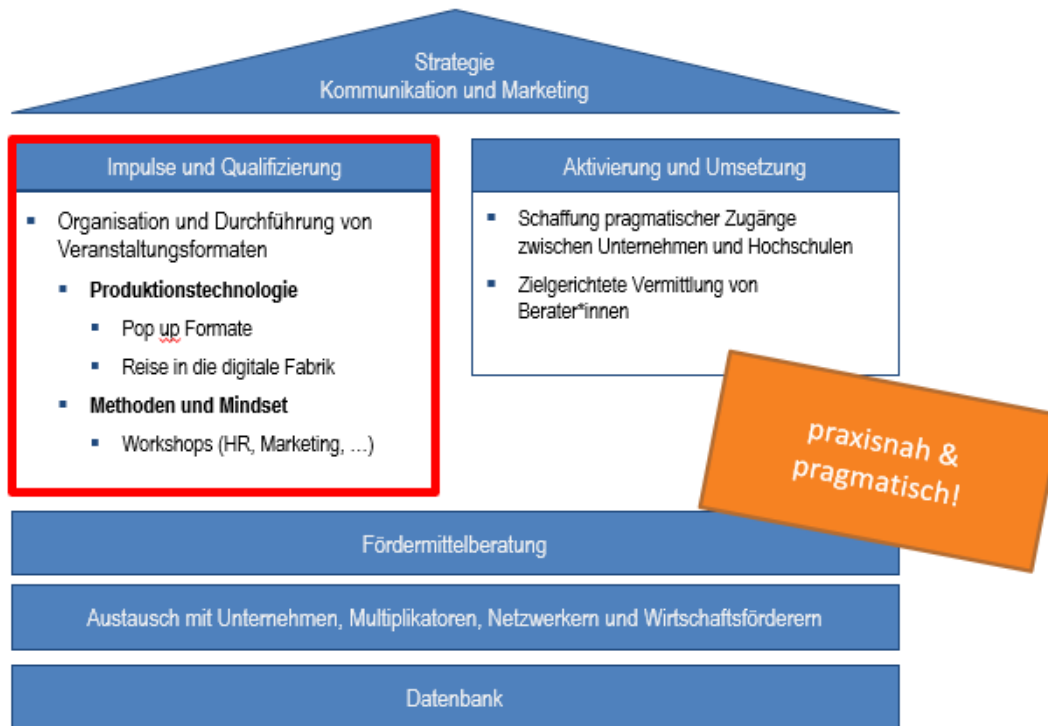 Strategie
Kommunikation und Marketing
Impulse und Qualifizierung
▪ Organisation und Durchführung von
Veranstaltungsformaten
▪ Produktionstechnologie
▪ Pop up Formate
▪ Reise in die digitale Fabrik
▪ Methoden und Mindset
▪ Workshops (HR, Marketing, …)
Aktivierung und Umsetzung
▪ Schaffung pragmatischer Zugänge
zwischen Unternehmen und Hochschulen
▪ Zielgerichtete Vermittlung von
Berater*innen
praxisnah &
pragmatisch!
Fördermittelberatung
Austausch mit Unternehmen, Multiplikatoren, Netzwerkern und Wirtschaftsförderern
Datenbank